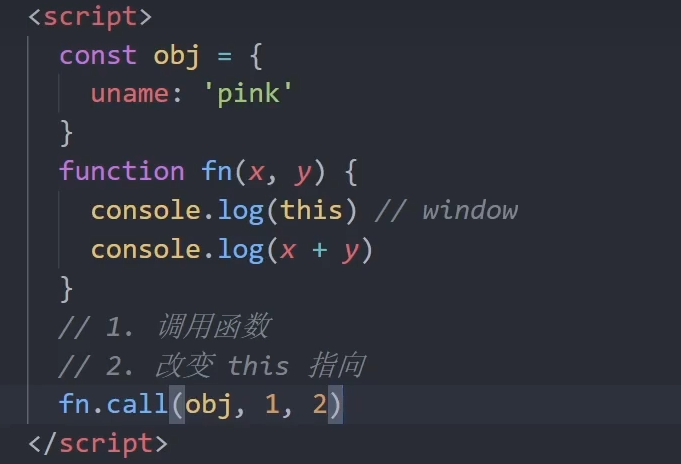 <script>
const obj = {
uname: 'pink'
}
function fn(x, y) {
console.log(this) // window
console.log(x + y)
}
// 1. 调用函数
// 2. 改变 this 指向
fn.call(obj, 1, 2)
</script>